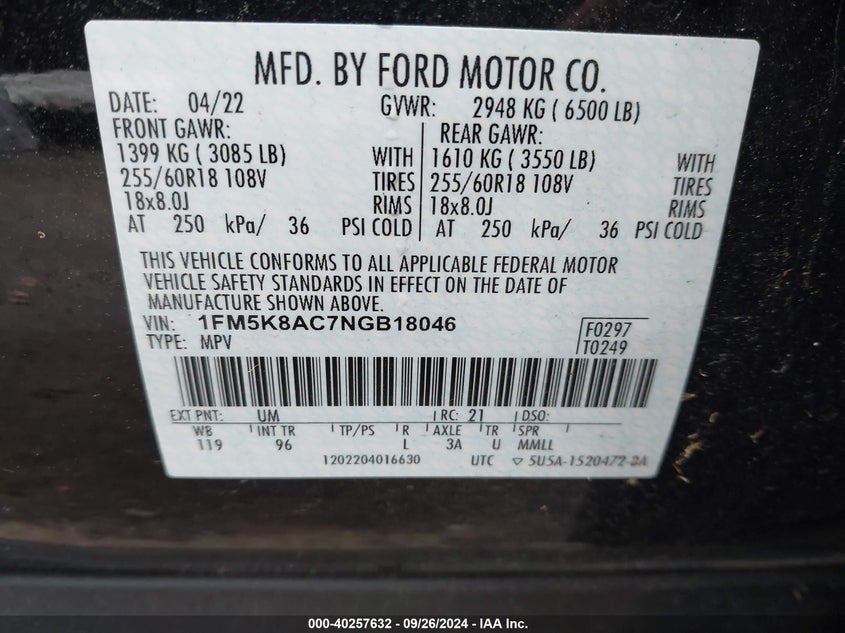 MFD. BY FORD MOTOR CO.
DATE: 04/22 GVWR: 2948 KG ( 6500 LB)
FRONT GAWR: REAR GAWR:
1399 KG ( 3085 LB) WITH 1610 KG ( 3550 LB) WITH
255/60R18 108V TIRES 255/60R18 108V TIRES
18x8.0J RIMS 18x8.0J RIMS
AT 250 kPa/ 36 PSI COLD AT 250 kPa/ 36 PSI COLD
THIS VEHICLE CONFORMS TO ALL APPLICABLE FEDERAL MOTOR
VEHICLE SAFETY STANDARDS IN EFFECT ON THE DATE OF
MANUFACTURE SHOWN ABOVE.
VIN: 1FM5K8AC7NGB18046 F0297
TYPE: MPV T0249
EXT PNT: UM RC: 21 DSO:
WB INT TR TP/PS R AXLE TR SPR
119 96 L 3A U MMLL
1202204016630 UTC ▽ 5U5A-1520472-
000-40257632 - 09/26/2024 - IAA Inc.